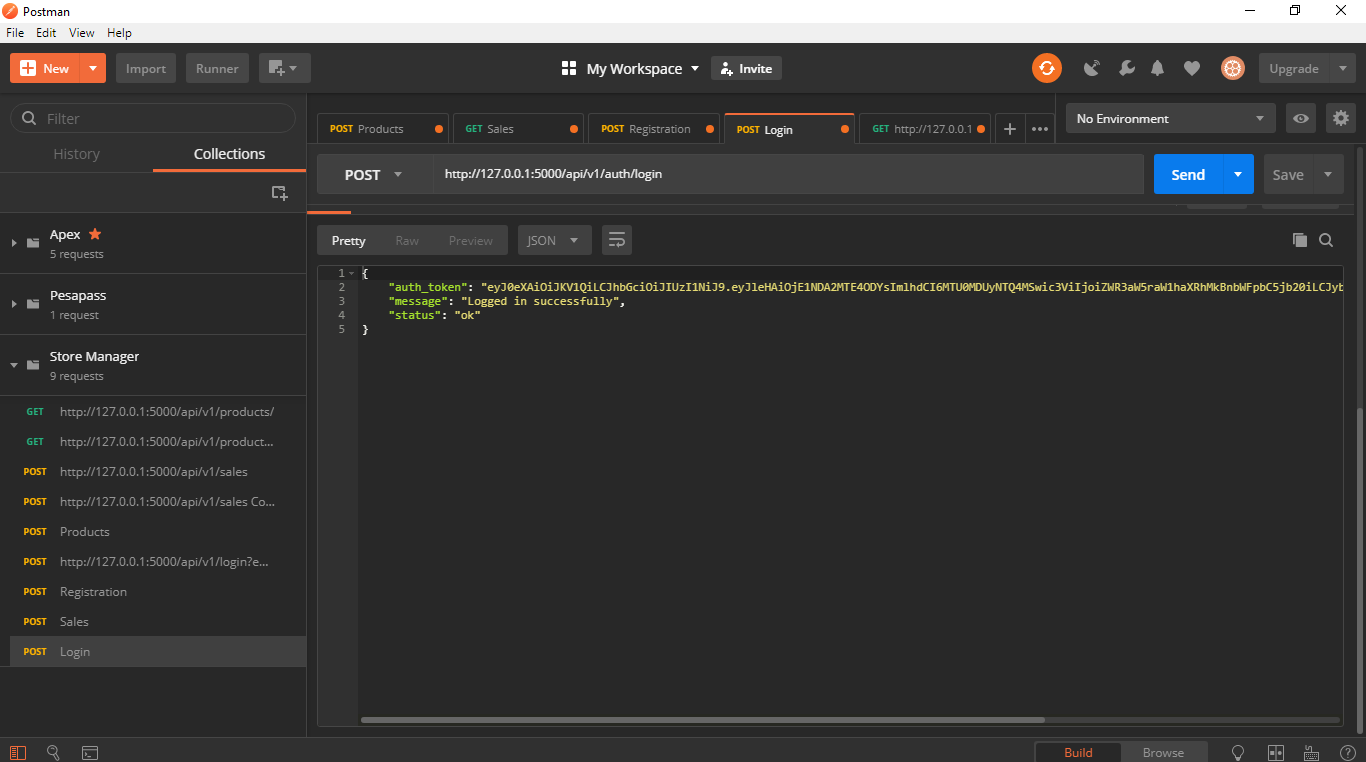 Postman
File Edit View Help
New Import Runner My Workspace Invite Upgrade
Filter
History Collections
Apex
5 requests
Pesapass
1 request
Store Manager
9 requests
GET http://127.0.0.1:5000/api/v1/products/
GET http://127.0.0.1:5000/api/v1/product...
POST http://127.0.0.1:5000/api/v1/sales
POST http://127.0.0.1:5000/api/v1/sales Co...
POST Products
POST http://127.0.0.1:5000/api/v1/login?e...
POST Registration
POST Sales
POST Login
POST Products GET Sales POST Registration POST Login GET http://127.0.0.1 No Environment
POST http://127.0.0.1:5000/api/v1/auth/login Send Save
Pretty Raw Preview JSON
1 {
2 "auth_token": "eyJ0eXAiOiJKV1QiLCJhbGciOiJIUzI1NiJ9.eyJleHAiOjE1NDA2MTE4ODYsImlhdCI6MTU0MDUyNTQ4MSwic3ViIjoiZWR3aW5raW1haXRhMkBnbWFpbC5jb20iLCJyb
3 "message": "Logged in successfully",
4 "status": "ok"
5 }
Build Browse